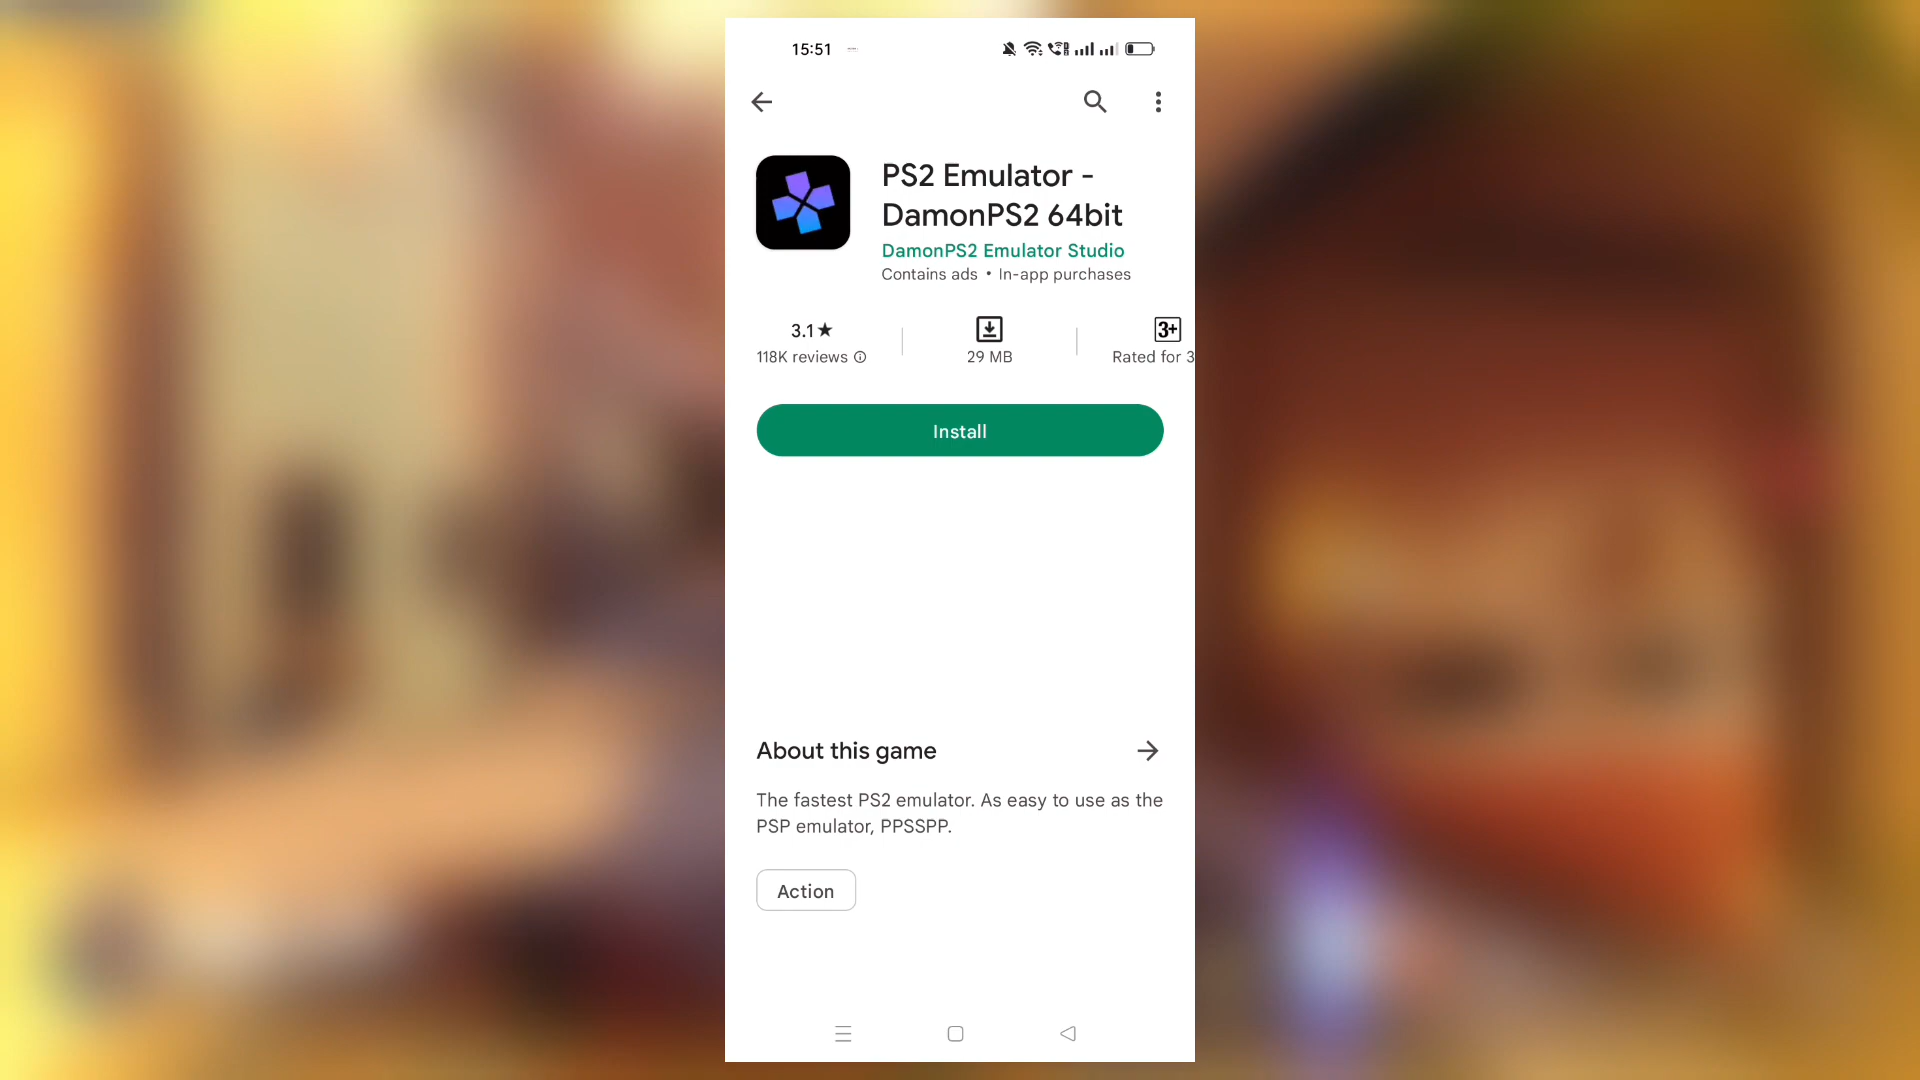 15:51
PS2 Emulator -
DamonPS2 64bit
DamonPS2 Emulator Studio
Contains ads • In-app purchases
3.1★
3+
118K reviews
29 MB
Rated for 3
Install
About this game
The fastest PS2 emulator. As easy to use as the
PSP emulator, PPSSPP.
Action